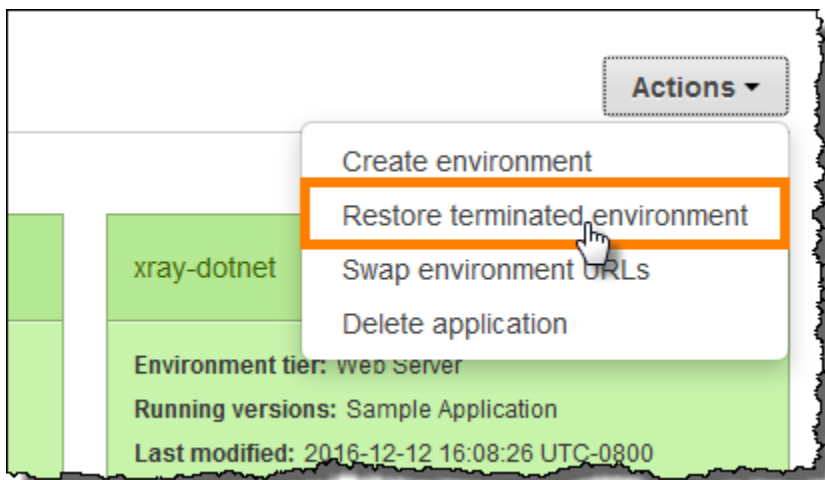 Actions
Create environment
Restore terminated environment
xray-dotnet
Swap environment URLs
Delete application
Environment tier: Web Server
Running versions: Sample Application
Last modified: 2016-12-12 16:08:26 UTC-0800